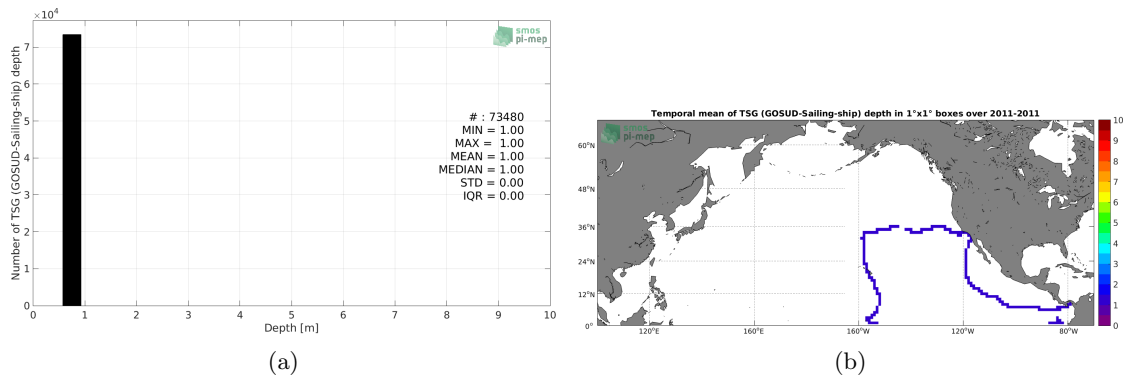 ×10⁴
smos
pi-mep
7
6
5
4
3
2
1
0
Number of TSG (GOSUD-Sailing-ship) depth
# : 73480
MIN = 1.00
MAX = 1.00
MEAN = 1.00
MEDIAN = 1.00
STD = 0.00
IQR = 0.00
0 1 2 3 4 5 6 7 8 9 10
Depth [m]
(a)
Temporal mean of TSG (GOSUD-Sailing-ship) depth in 1°x1° boxes over 2011-2011
smos
pi-mep
60°N
48°N
36°N
24°N
12°N
0°
120°E 160°E 160°W 120°W 80°W
10
9
8
7
6
5
4
3
2
1
0
(b)